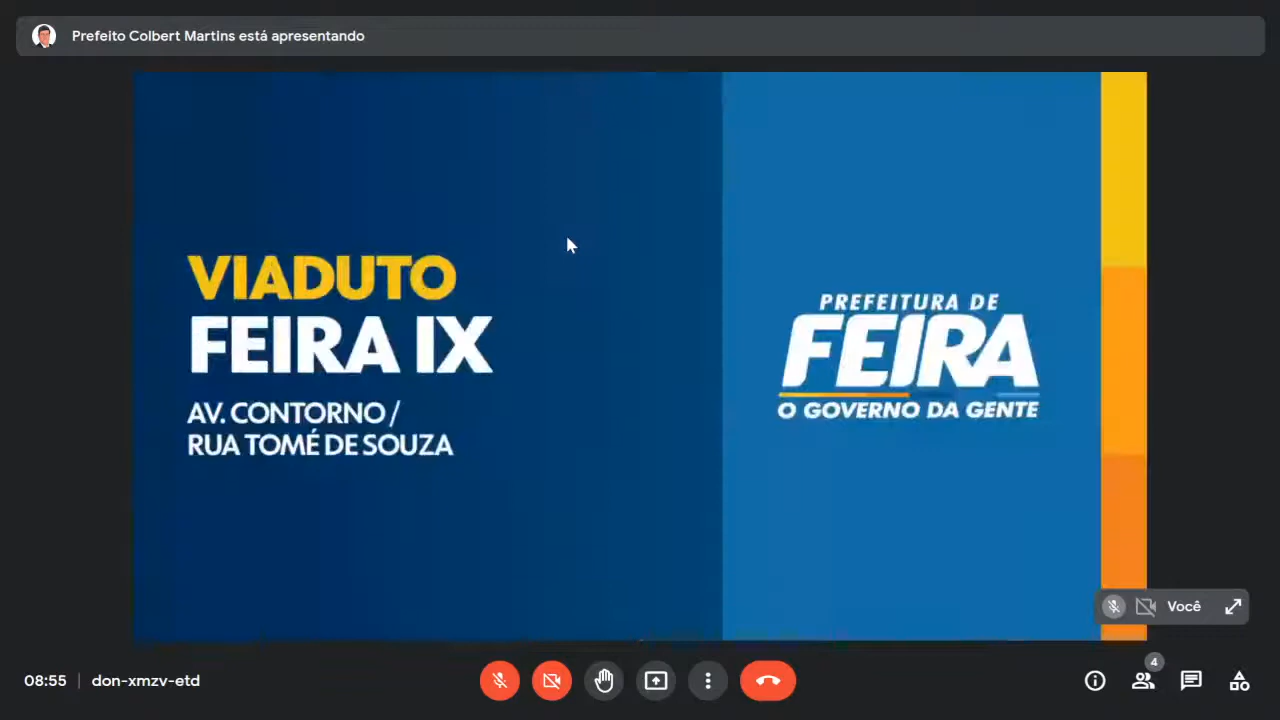 Prefeito Colbert Martins está apresentando
VIADUTO
FEIRA IX
AV. CONTORNO /
RUA TOMÉ DE SOUZA
PREFEITURA DE
FEIRA
O GOVERNO DA GENTE
Você
4
08:55 | don-xmzv-etd